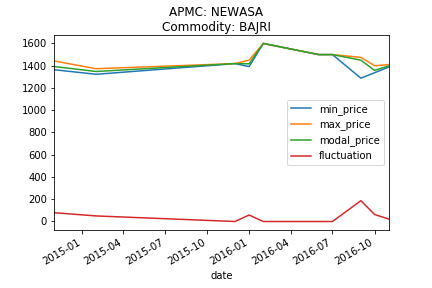 APMC: NEWASA
Commodity: BAJRI
1600
1400
1200
1000
800
600
400
200
0
min_price
max_price
modal_price
fluctuation
2015-01
2015-04
2015-07
2015-10
2016-01
2016-04
2016-07
2016-10
date